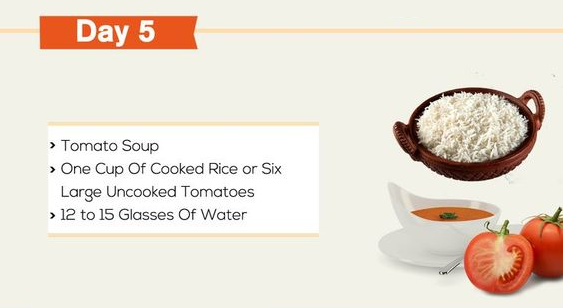 Day 5
› Tomato Soup
› One Cup Of Cooked Rice or Six
Large Uncooked Tomatoes
› 12 to 15 Glasses Of Water